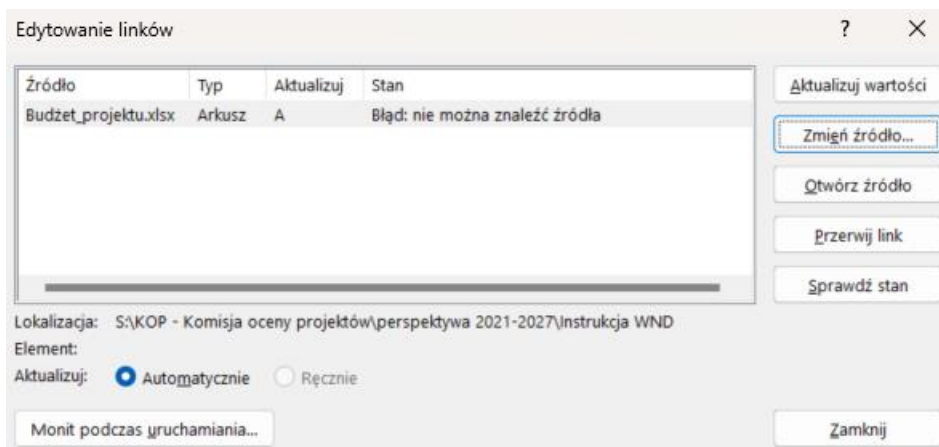 Edytowanie linków ? X
Źródło Typ Aktualizuj Stan
Budżet_projektu.xlsx Arkusz A Błąd: nie można znaleźć źródła
Aktualizuj wartości
Zmień źródło...
Otwórz źródło
Przerwij link
Sprawdź stan
Lokalizacja: S:\KOP - Komisja oceny projektów\perspektywa 2021-2027\Instrukcja WND
Element:
Aktualizuj: Automatycznie Ręcznie
Monit podczas uruchamiania... Zamknij